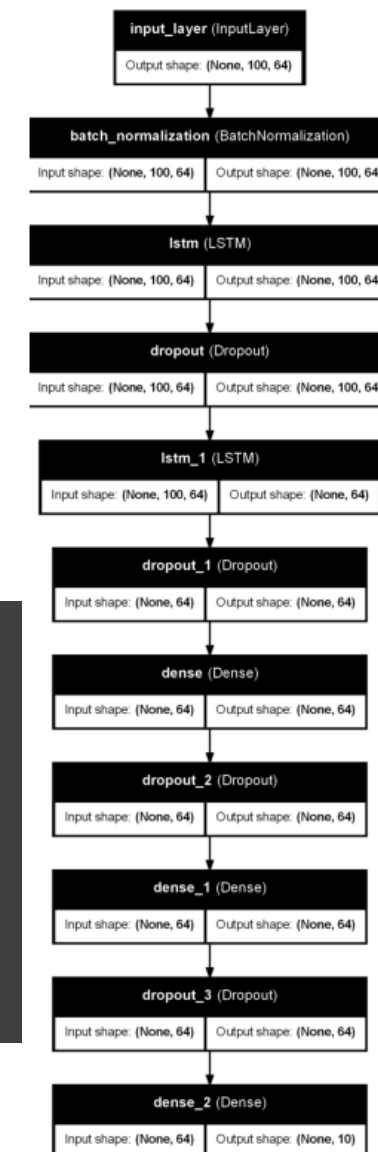 input_layer (InputLayer)
Output shape: (None, 100, 64)
batch_normalization (BatchNormalization)
Input shape: (None, 100, 64) Output shape: (None, 100, 64
lstm (LSTM)
Input shape: (None, 100, 64) Output shape: (None, 100, 64
dropout (Dropout)
Input shape: (None, 100, 64) Output shape: (None, 100, 64
lstm_1 (LSTM)
Input shape: (None, 100, 64) Output shape: (None, 64)
dropout_1 (Dropout)
Input shape: (None, 64) Output shape: (None, 64)
dense (Dense)
Input shape: (None, 64) Output shape: (None, 64)
dropout_2 (Dropout)
Input shape: (None, 64) Output shape: (None, 64)
dense_1 (Dense)
Input shape: (None, 64) Output shape: (None, 64)
dropout_3 (Dropout)
Input shape: (None, 64) Output shape: (None, 64)
dense_2 (Dense)
Input shape: (None, 64) Output shape: (None, 10)